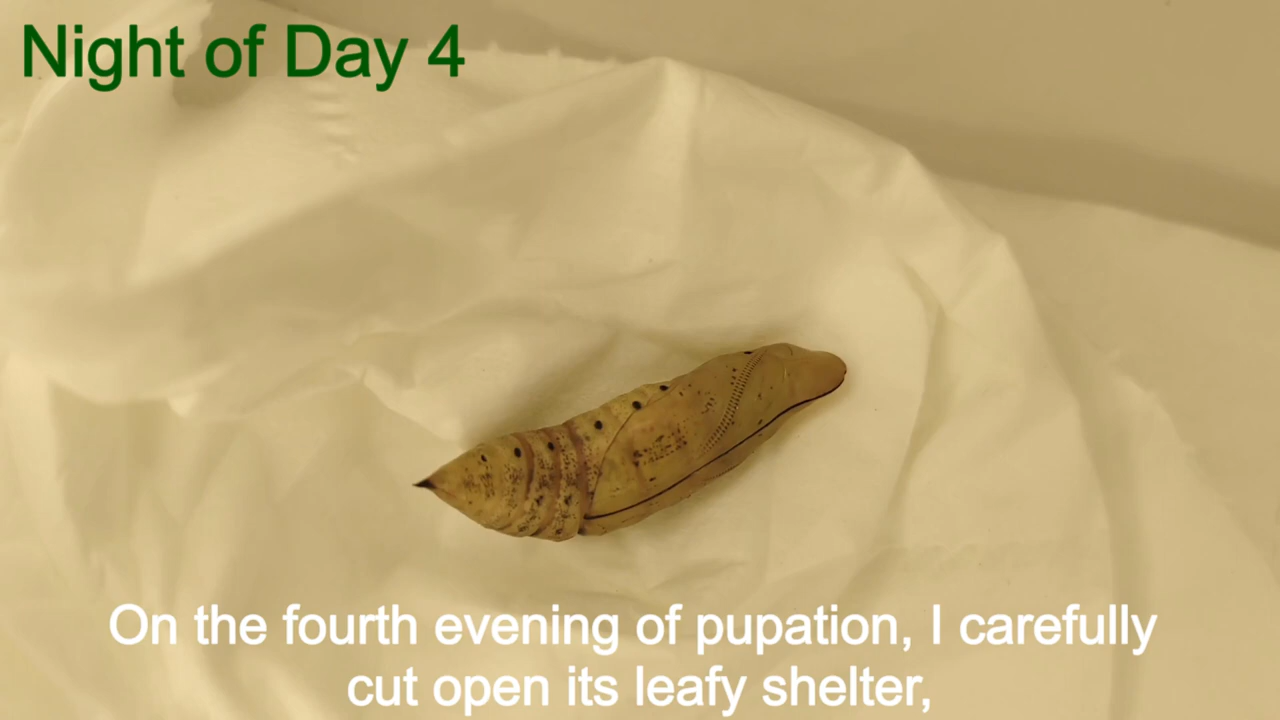 Night of Day 4
On the fourth evening of pupation, I carefully
cut open its leafy shelter,